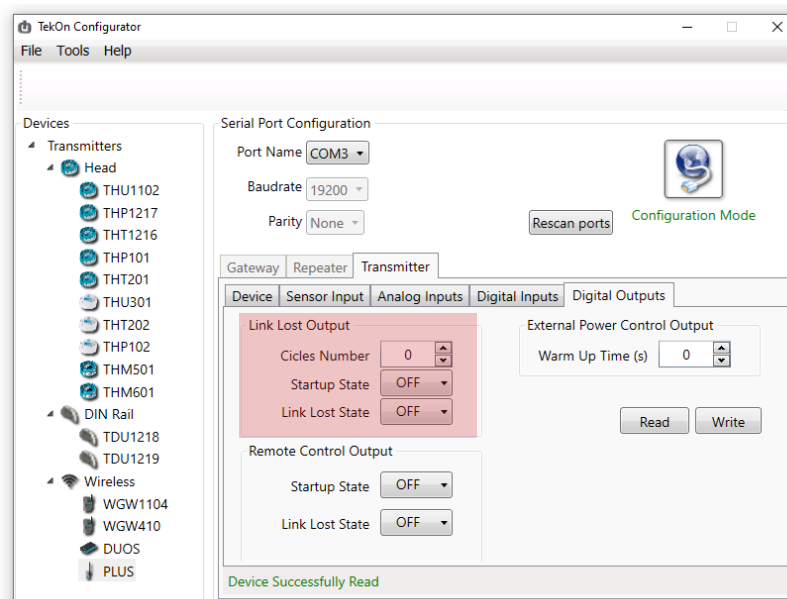 TekOn Configurator
File Tools Help
Devices
Transmitters
Head
THU1102
THP1217
THT1216
THP101
THT201
THU301
THT202
THP102
THM501
THM601
DIN Rail
TDU1218
TDU1219
Wireless
WGW1104
WGW410
DUOS
PLUS
Serial Port Configuration
Port Name COM3
Baudrate 19200
Parity None
Rescan ports
Configuration Mode
Gateway Repeater Transmitter
Device Sensor Input Analog Inputs Digital Inputs Digital Outputs
Link Lost Output
Cicles Number 0
Startup State OFF
Link Lost State OFF
External Power Control Output
Warm Up Time (s) 0
Read Write
Remote Control Output
Startup State OFF
Link Lost State OFF
Device Successfully Read